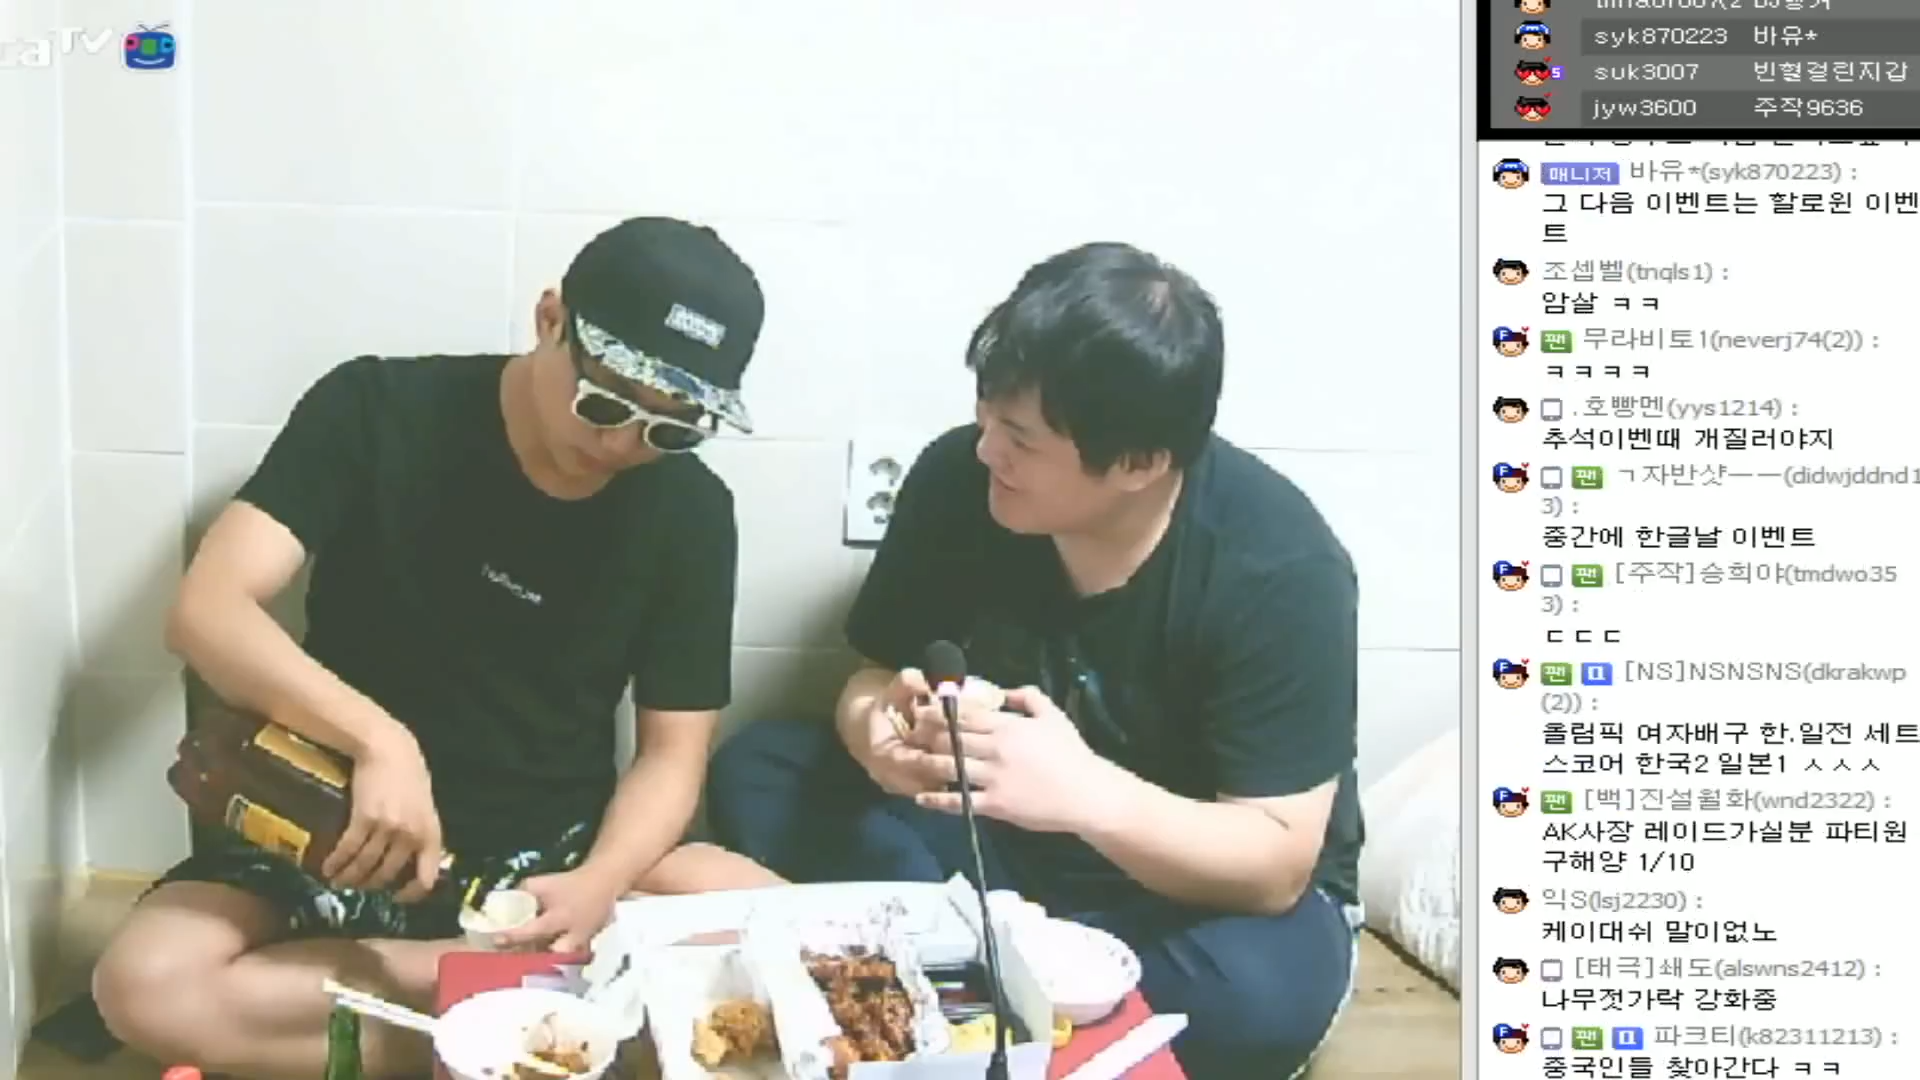 TV
syk870223 바유*
suk3007 빈혈걸린지갑
jyw3600 주작9636
매니저 바유*(syk870223) :
그 다음 이벤트는 할로윈 이벤
트
조셉벨(tnqls1) :
암살 ㅋㅋ
팬 무라비토1(neverj74(2)) :
ㅋㅋㅋㅋ
.호빵멘(yys1214) :
추석이벤때 개질러야지
팬 ㄱ자반샷ㅡㅡ(didwjddnd1
3) :
중간에 한글날 이벤트
팬 [주작]승희야(tmdwo35
3) :
ㄷㄷㄷ
팬 [NS]NSNSNS(dkrakwp
(2)) :
올림픽 여자배구 한.일전 세트
스코어 한국2 일본1 ㅅㅅㅅ
팬 [백]진설월화(wnd2322) :
AK사장 레이드가실분 파티원
구해양 1/10
익S(lsj2230) :
케이대쉬 말이없노
[태극]쇄도(alswns2412) :
나무젓가락 강화중
팬 파크티(k82311213) :
중국인들 찾아간다 ㅋㅋ